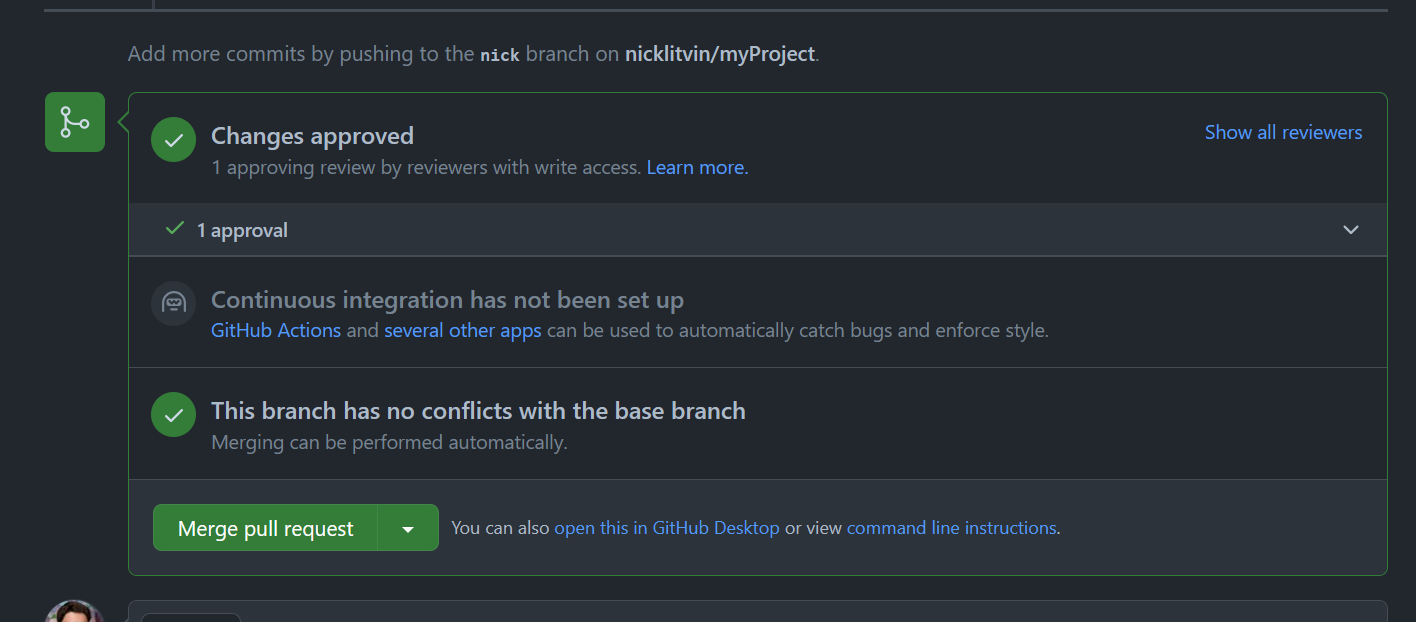 Add more commits by pushing to the nick branch on nicklitvin/myProject.
Changes approved
Show all reviewers
1 approving review by reviewers with write access. Learn more.
1 approval
Continuous integration has not been set up
GitHub Actions and several other apps can be used to automatically catch bugs and enforce style.
This branch has no conflicts with the base branch
Merging can be performed automatically.
Merge pull request
You can also open this in GitHub Desktop or view command line instructions.